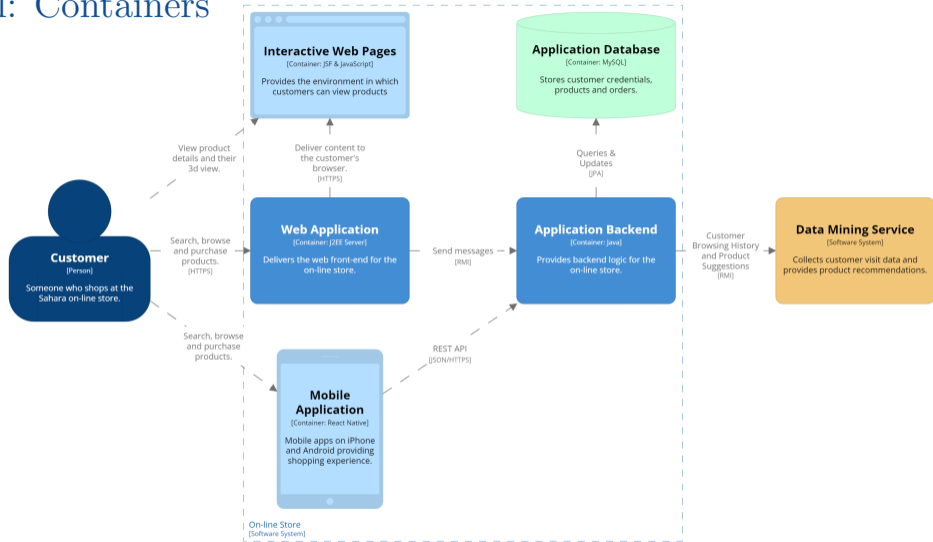 l: Containers
Interactive Web Pages
[Container: JSF & JavaScript]
Provides the environment in which
customers can view products
Application Database
[Container: MySQL]
Stores customer credentials,
products and orders.
View product
details and their
3d view.
Deliver content to
the customer's
browser.
[HTTPS]
Queries &
Updates
[JPA]
Customer
[Person]
Someone who shops at the
Sahara on-line store.
Search, browse
and purchase
products.
[HTTPS]
Web Application
[Container: J2EE Server]
Delivers the web front-end for the
on-line store.
Send messages
[RMI]
Application Backend
[Container: Java]
Provides backend logic for the
on-line store.
Customer
Browsing History
and Product
Suggestions
[RMI]
Data Mining Service
[Software System]
Collects customer visit data and
provides product recommendations.
Search, browse
and purchase
products.
REST API
[JSON/HTTPS]
Mobile
Application
[Container: React Native]
Mobile apps on iPhone
and Android providing
shopping experience.
On-line Store
[Software System]